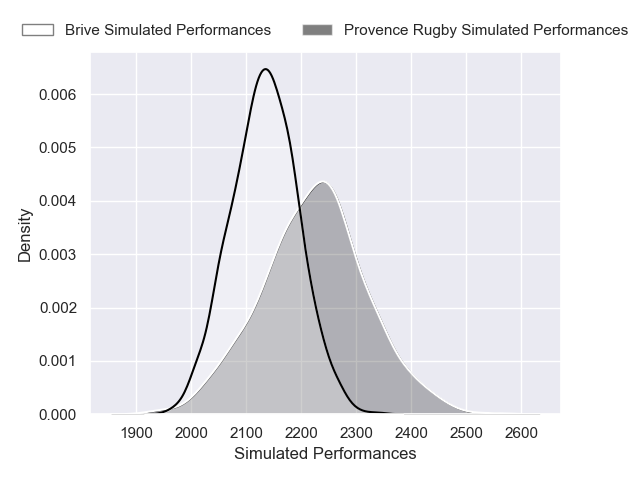 Brive Simulated Performances Provence Rugby Simulated Performances
0.006
0.005
0.004
0.003
0.002
0.001
0.000
Density
1900 2000 2100 2200 2300 2400 2500 2600
Simulated Performances